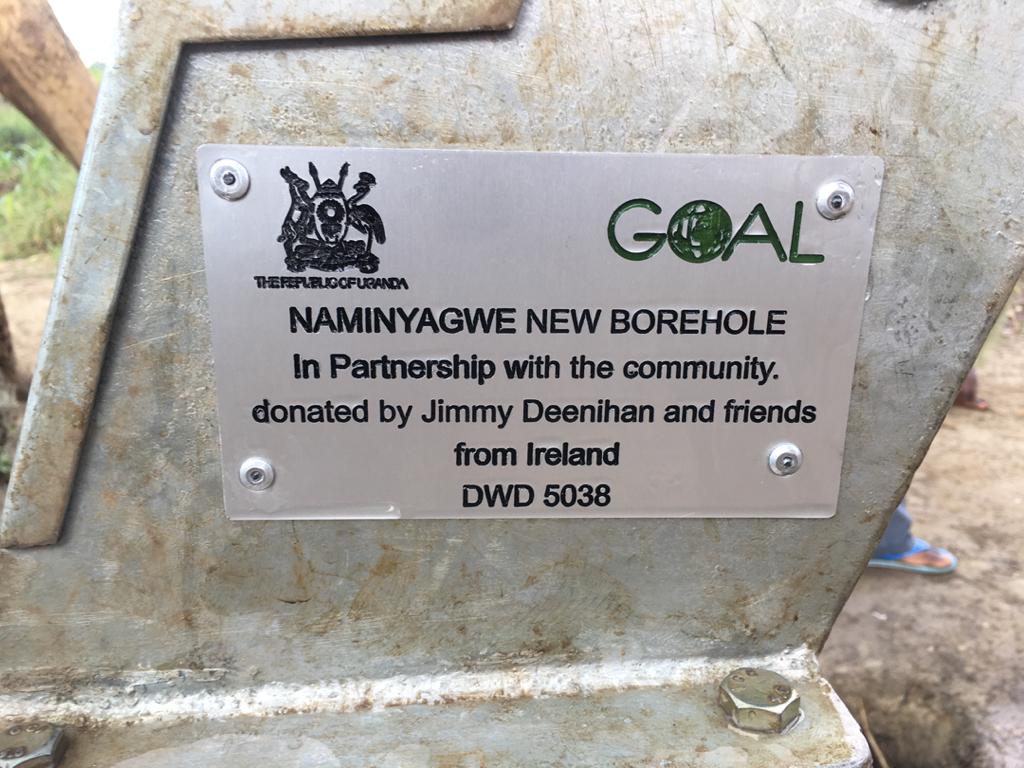 THE REPUBLIC OF UGANDA
GOAL
NAMINYAGWE NEW BOREHOLE
In Partnership with the community.
donated by Jimmy Deenihan and friends
from Ireland
DWD 5038